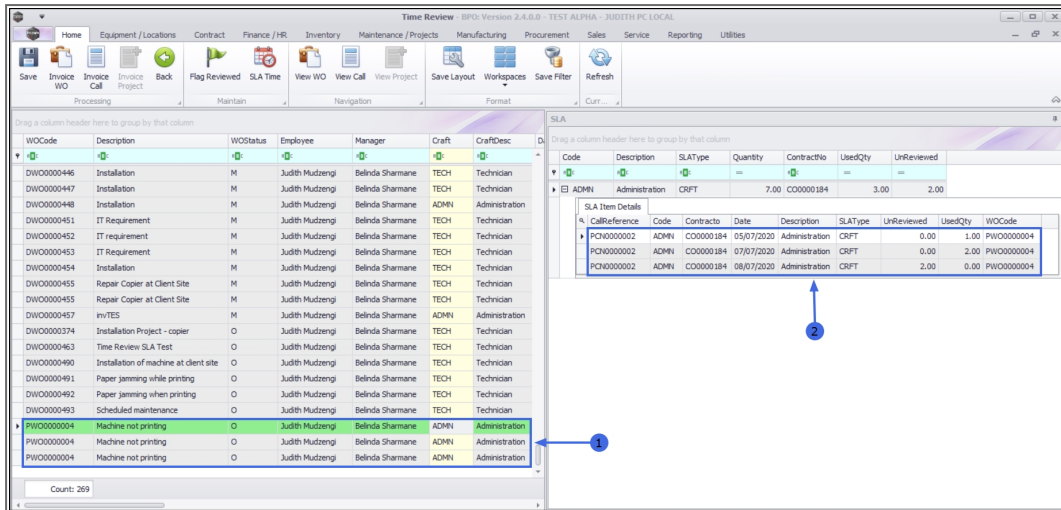 Time Review - BPO: Version 2.4.0.0 - TEST ALPHA - JUDITH PC LOCAL
Home Equipment / Locations Contract Finance / HR Inventory Maintenance / Projects Manufacturing Procurement Sales Service Reporting Utilities
Save Invoice WO Invoice Call Invoice Project Back Flag Reviewed SLA Time View WO View Call View Project Save Layout Workspaces Save Filter Refresh
Processing Maintain Navigation Format Curr...
Drag a column header here to group by that column
WOCode Description WOStatus Employee Manager Craft CraftDesc
DWO0000446 Installation M Judith Mudzengi Belinda Sharmane TECH Technician
DWO0000447 Installation M Judith Mudzengi Belinda Sharmane TECH Technician
DWO0000448 Installation M Judith Mudzengi Belinda Sharmane ADMN Administration
DWO0000451 IT Requirement M Judith Mudzengi Belinda Sharmane TECH Technician
DWO0000452 IT requirement M Judith Mudzengi Belinda Sharmane TECH Technician
DWO0000453 IT Requirement M Judith Mudzengi Belinda Sharmane TECH Technician
DWO0000454 Installation M Judith Mudzengi Belinda Sharmane TECH Technician
DWO0000455 Repair Copier at Client Site M Judith Mudzengi Belinda Sharmane TECH Technician
DWO0000455 Repair Copier at Client Site M Judith Mudzengi Belinda Sharmane TECH Technician
DWO0000457 invTES M Judith Mudzengi Belinda Sharmane ADMN Administration
DWO0000374 Installation Project - copier O Judith Mudzengi Belinda Sharmane TECH Technician
DWO0000463 Time Review SLA Test O Judith Mudzengi Belinda Sharmane TECH Technician
DWO0000490 Installation of machine at client site O Judith Mudzengi Belinda Sharmane TECH Technician
DWO0000491 Paper jamming while printing O Judith Mudzengi Belinda Sharmane TECH Technician
DWO0000492 Paper jamming when printing O Judith Mudzengi Belinda Sharmane TECH Technician
DWO0000493 Scheduled maintenance O Judith Mudzengi Belinda Sharmane TECH Technician
PWO0000004 Machine not printing O Judith Mudzengi Belinda Sharmane ADMN Administration
PWO0000004 Machine not printing O Judith Mudzengi Belinda Sharmane ADMN Administration
PWO0000004 Machine not printing O Judith Mudzengi Belinda Sharmane ADMN Administration
Count: 269
1
SLA
Drag a column header here to group by that column
Code Description SLAType Quantity ContractNo UsedQty UnReviewed
ADMN Administration CRFT 7.00 CO0000184 3.00 2.00
SLA Item Details
CallReference Code Contracto Date Description SLAType UnReviewed UsedQty WOCode
PCN0000002 ADMN CO0000184 05/07/2020 Administration CRFT 0.00 1.00 PWO0000004
PCN0000002 ADMN CO0000184 07/07/2020 Administration CRFT 0.00 2.00 PWO0000004
PCN0000002 ADMN CO0000184 08/07/2020 Administration CRFT 2.00 0.00 PWO0000004
2